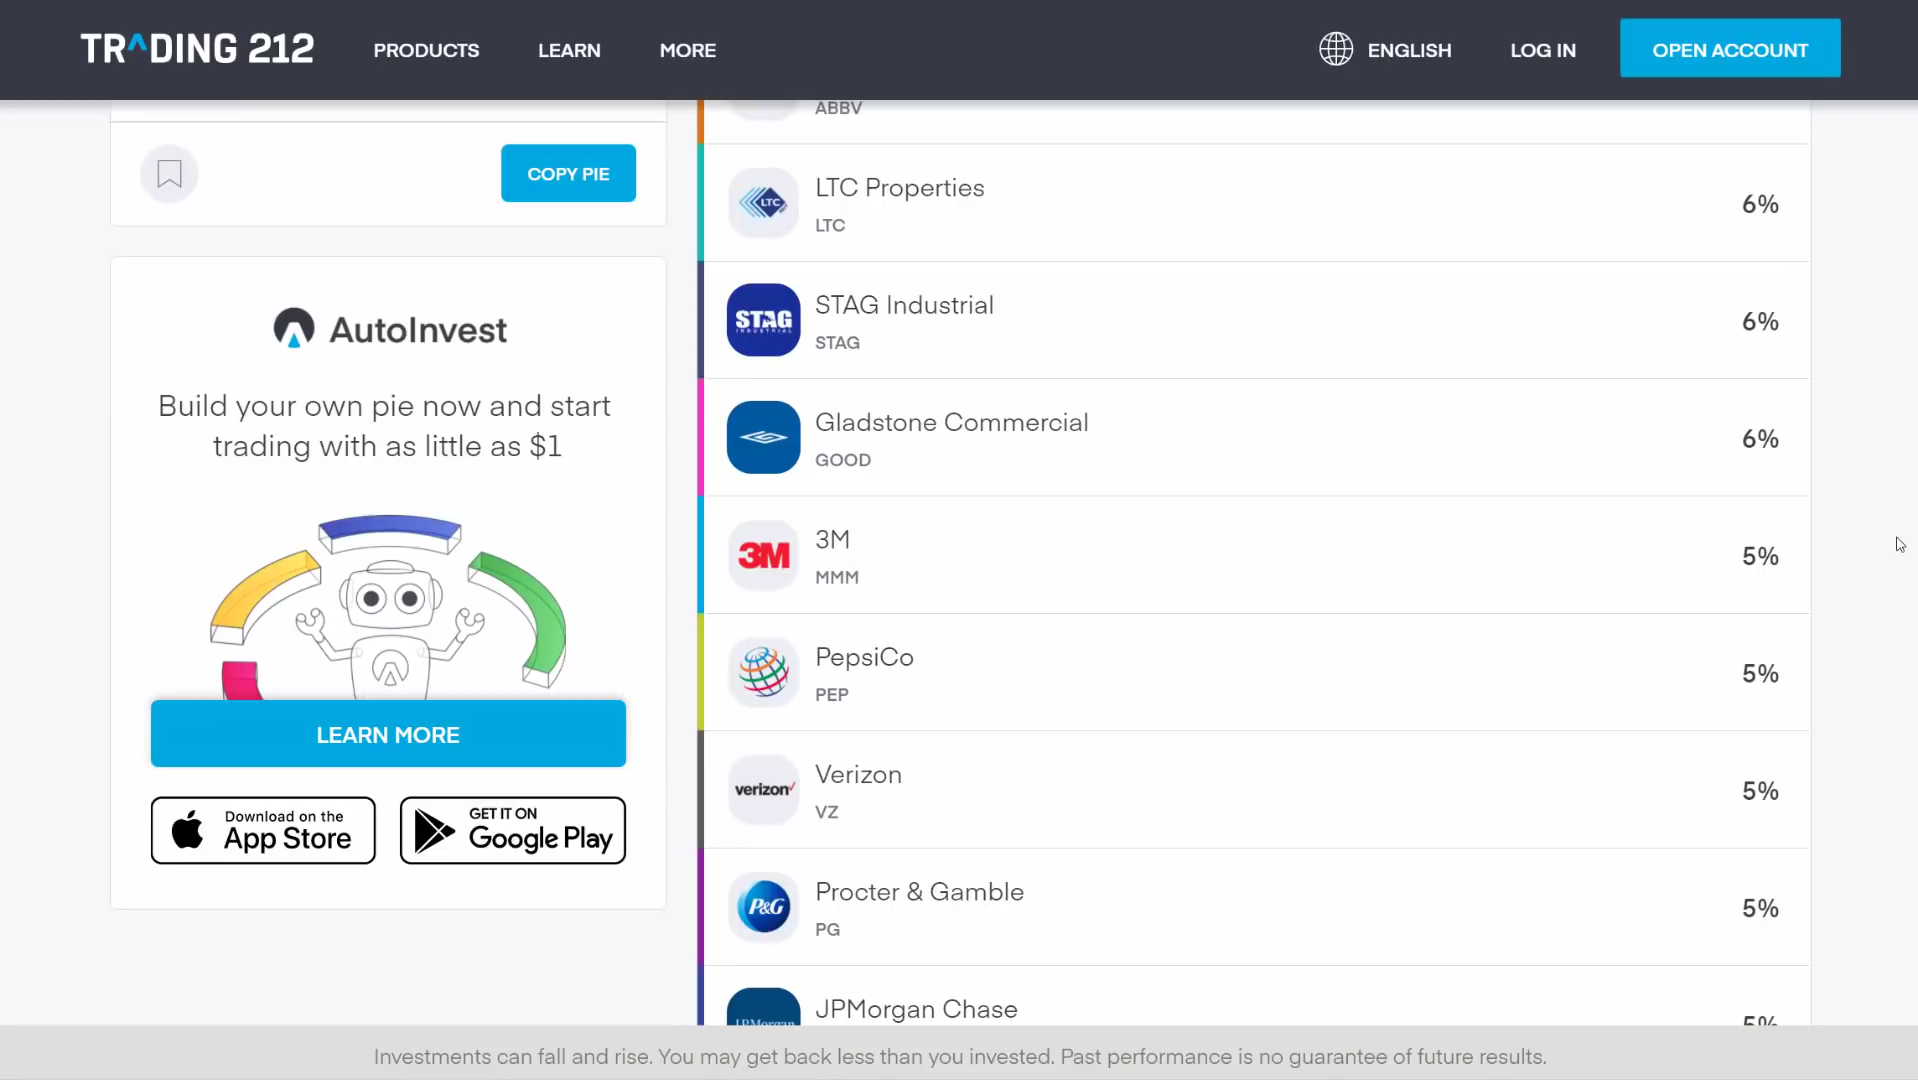 TRADING 212
PRODUCTS
LEARN
MORE
ENGLISH
LOG IN
OPEN ACCOUNT
ABBV
COPY PIE
LTC
LTC Properties
LTC
6%
STAG
INDUSTRIAL
STAG Industrial
STAG
6%
Gladstone Commercial
GOOD
6%
3M
3M
MMM
5%
PepsiCo
PEP
5%
verizon
Verizon
VZ
5%
P&G
Procter & Gamble
PG
5%
J.P.Morgan
JPMorgan Chase
5%
AutoInvest
Build your own pie now and start
trading with as little as $1
LEARN MORE
Download on the
App Store
GET IT ON
Google Play
Investments can fall and rise. You may get back less than you invested. Past performance is no guarantee of future results.